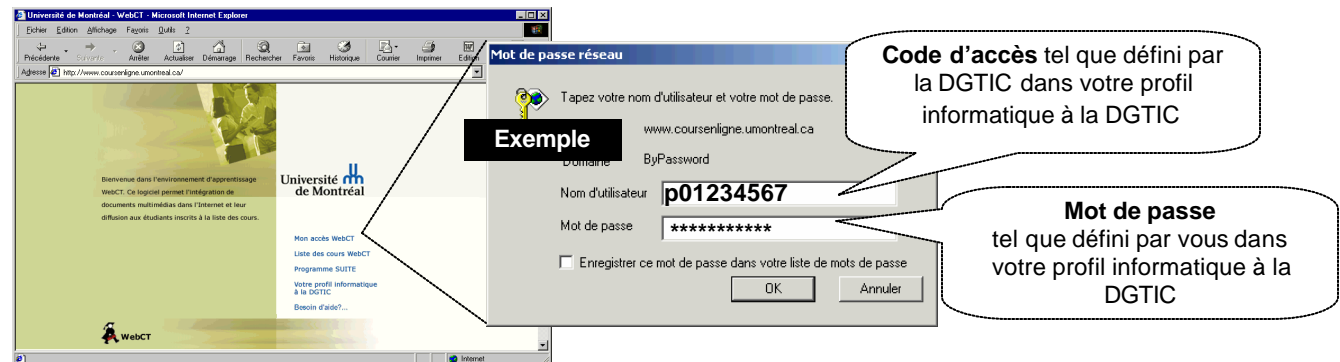 Université de Montréal - WebCT - Microsoft Internet Explorer
Fichier Edition Affichage Favoris Outils ?
Précédente Suivante Arrêter Actualiser Démarrage Rechercher Favoris Historique Courrier Imprimer Edition
Adresse http://www.coursenligne.umontreal.ca/
Bienvenue dans l'environnement d'apprentissage
WebCT. Ce logiciel permet l'intégration de
documents multimédias dans l'Internet et leur
diffusion aux étudiants inscrits à la liste des cours.
Université
de Montréal
Mon accès WebCT
Liste des cours WebCT
Programme SUITE
Votre profil informatique
à la DGTIC
Besoin d'aide?...
WebCT
Internet
Mot de passe réseau
Tapez votre nom d'utilisateur et votre mot de passe.
Exemple
www.coursenligne.umontreal.ca
Domaine ByPassword
Nom d'utilisateur p01234567
Mot de passe ***********
Enregistrer ce mot de passe dans votre liste de mots de passe
OK Annuler
Code d'accès tel que défini par
la DGTIC dans votre profil
informatique à la DGTIC
Mot de passe
tel que défini par vous dans
votre profil informatique à la
DGTIC